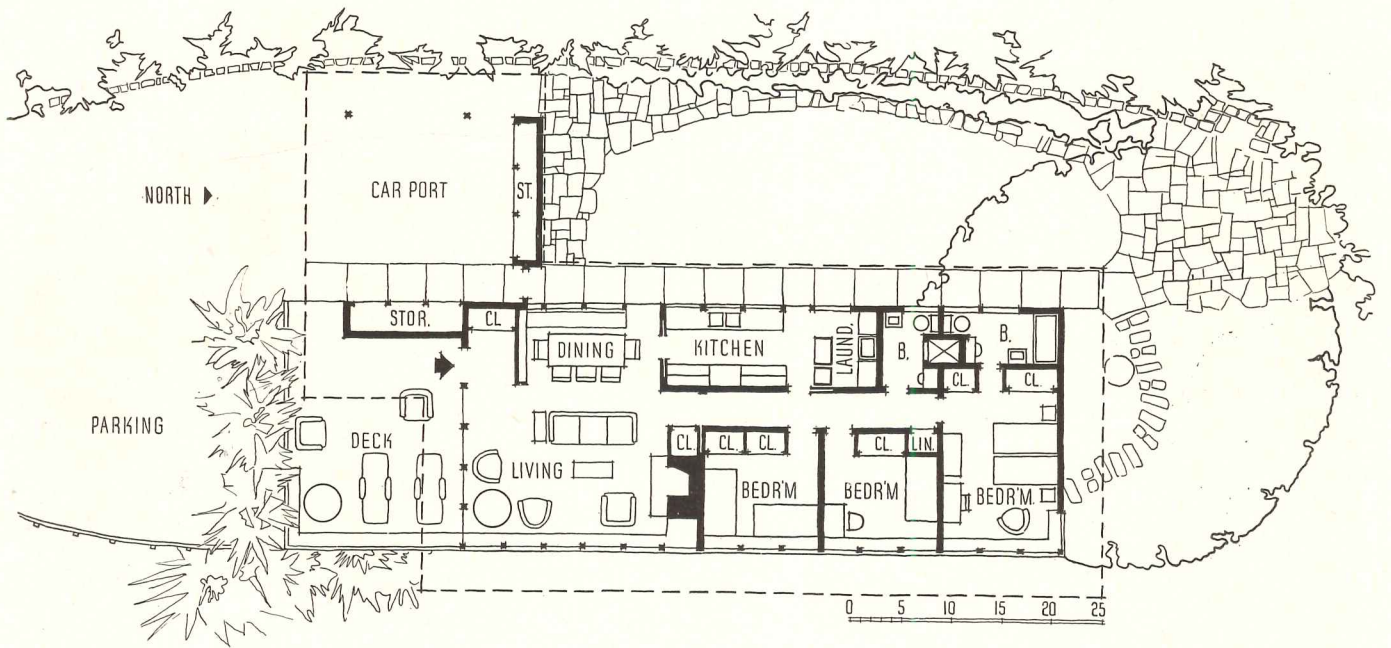 NORTH
CAR PORT
ST.
STOR.
CL
DINING
KITCHEN
LAUND.
B.
B.
CL.
CL.
PARKING
DECK
LIVING
CL
CL.
CL.
CL.
LIN.
BEDR'M
BEDR'M
BEDR'M.
0 5 10 15 20 25